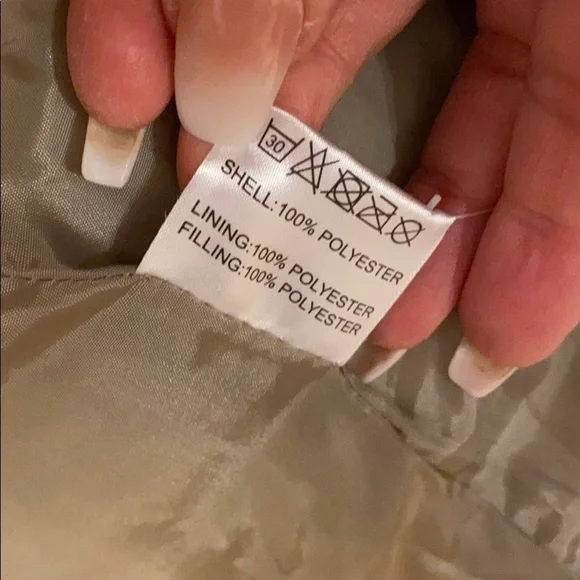 30
SHELL:100% POLYESTER
LINING:100% POLYESTER
FILLING:100% POLYESTER